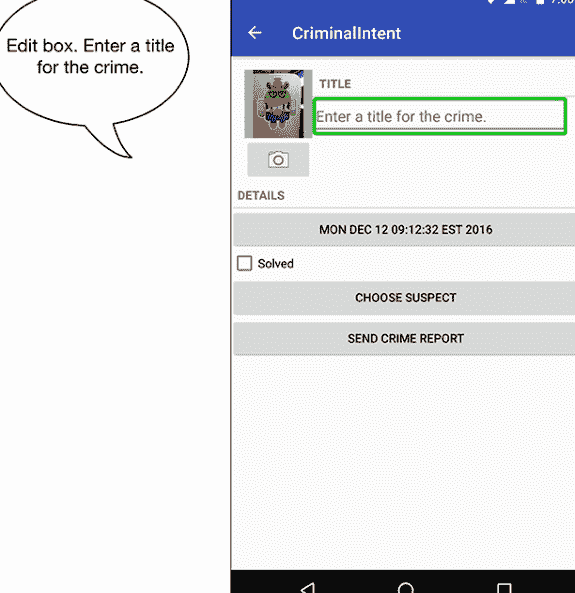 Edit box. Enter a title
for the crime.
CriminalIntent
TITLE
Enter a title for the crime.
DETAILS
MON DEC 12 09:12:32 EST 2016
Solved
CHOOSE SUSPECT
SEND CRIME REPORT